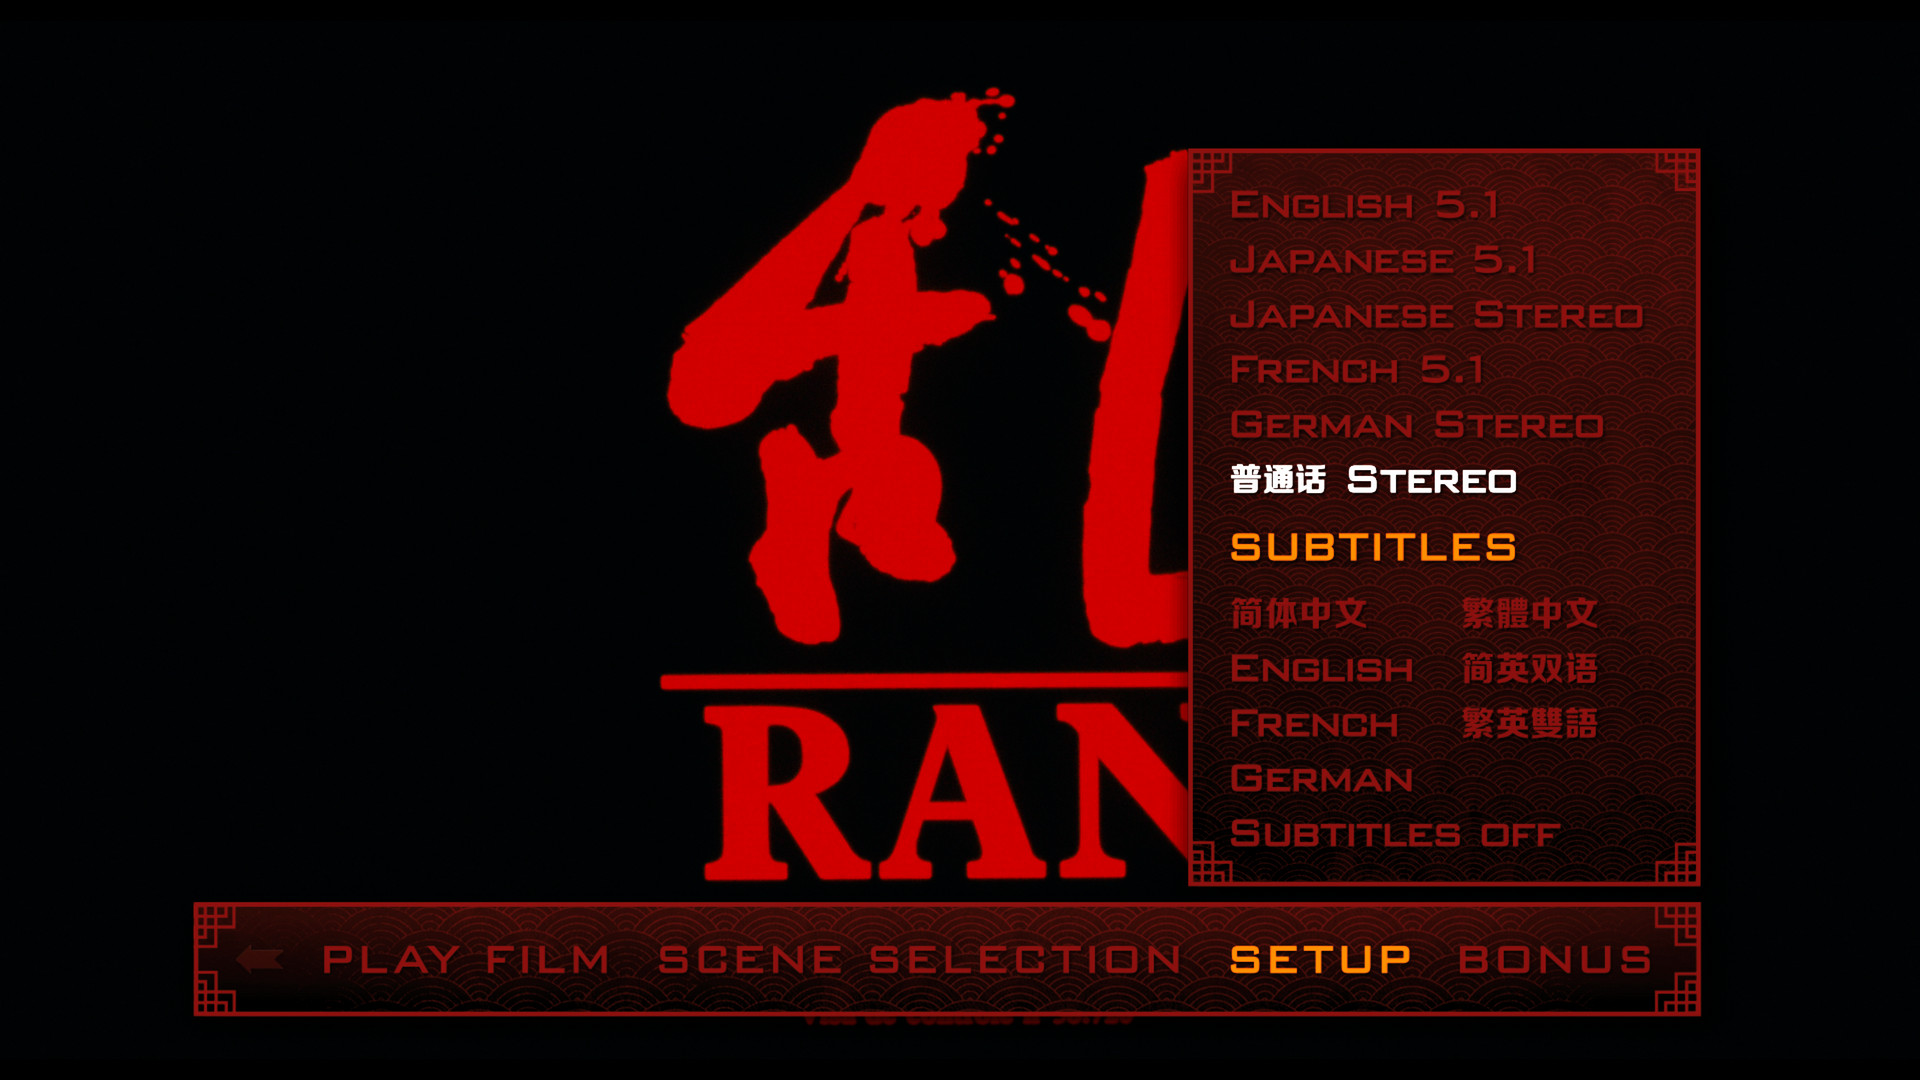 RAN
English 5.1
Japanese 5.1
Japanese Stereo
French 5.1
German Stereo
普通话 Stereo
SUBTITLES
简体中文 繁體中文
English 简英双语
French 繁英雙語
German
Subtitles off
PLAY FILM SCENE SELECTION SETUP BONUS